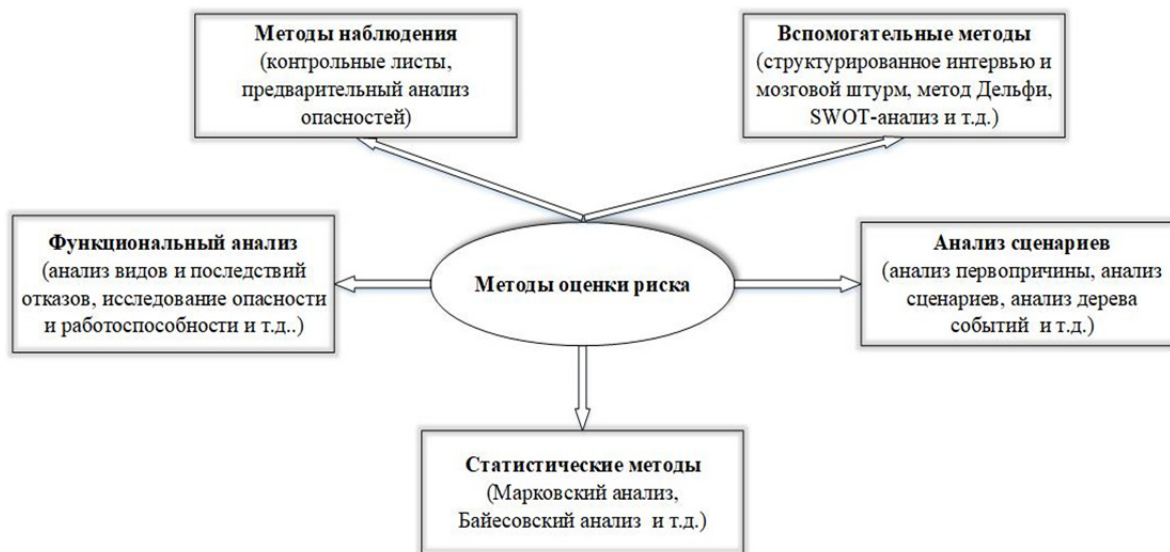 Методы наблюдения
(контрольные листы,
предварительный анализ
опасностей)
Вспомогательные методы
(структурированное интервью и
мозговой штурм, метод Дельфи,
SWOT-анализ и т.д.)
Функциональный анализ
(анализ видов и последствий
отказов, исследование опасности
и работоспособности и т.д..)
Методы оценки риска
Анализ сценариев
(анализ первопричины, анализ
сценариев, анализ дерева
событий и т.д.)
Статистические методы
(Марковский анализ,
Байесовский анализ и т.д.)